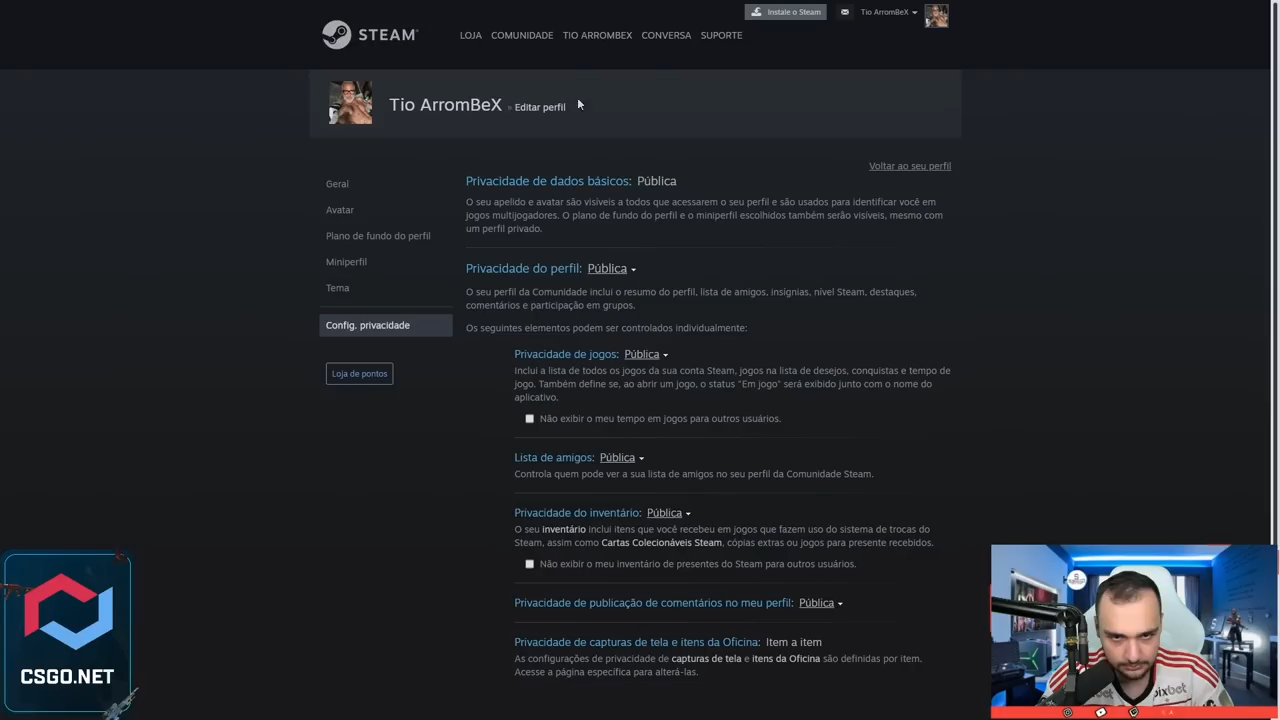 Instale o Steam
Tio ArromBeX
STEAM
LOJA COMUNIDADE TIO ARROMBEX CONVERSA SUPORTE
Tio ArromBeX » Editar perfil
Voltar ao seu perfil
Geral
Avatar
Plano de fundo do perfil
Miniperfil
Tema
Config. privacidade
Loja de pontos
Privacidade de dados básicos: Pública
O seu apelido e avatar são visíveis a todos que acessarem o seu perfil e são usados para identificar você em
jogos multijogadores. O plano de fundo do perfil e o miniperfil escolhidos também serão visíveis, mesmo com
um perfil privado.
Privacidade do perfil: Pública
O seu perfil da Comunidade inclui o resumo do perfil, lista de amigos, insígnias, nível Steam, destaques,
comentários e participação em grupos.
Os seguintes elementos podem ser controlados individualmente:
Privacidade de jogos: Pública
Inclui a lista de todos os jogos da sua conta Steam, jogos na lista de desejos, conquistas e tempo de
jogo. Também define se, ao abrir um jogo, o status "Em jogo" será exibido junto com o nome do
aplicativo.
Não exibir o meu tempo em jogos para outros usuários.
Lista de amigos: Pública
Controla quem pode ver a sua lista de amigos no seu perfil da Comunidade Steam.
Privacidade do inventário: Pública
O seu inventário inclui itens que você recebeu em jogos que fazem uso do sistema de trocas do
Steam, assim como Cartas Colecionáveis Steam, cópias extras ou jogos para presente recebidos.
Não exibir o meu inventário de presentes do Steam para outros usuários.
Privacidade de publicação de comentários no meu perfil: Pública
Privacidade de capturas de tela e itens da Oficina: Item a item
As configurações de privacidade de capturas de tela e itens da Oficina são definidas por item.
Acesse a página específica para alterá-las.
CSGO.NET
pixbet